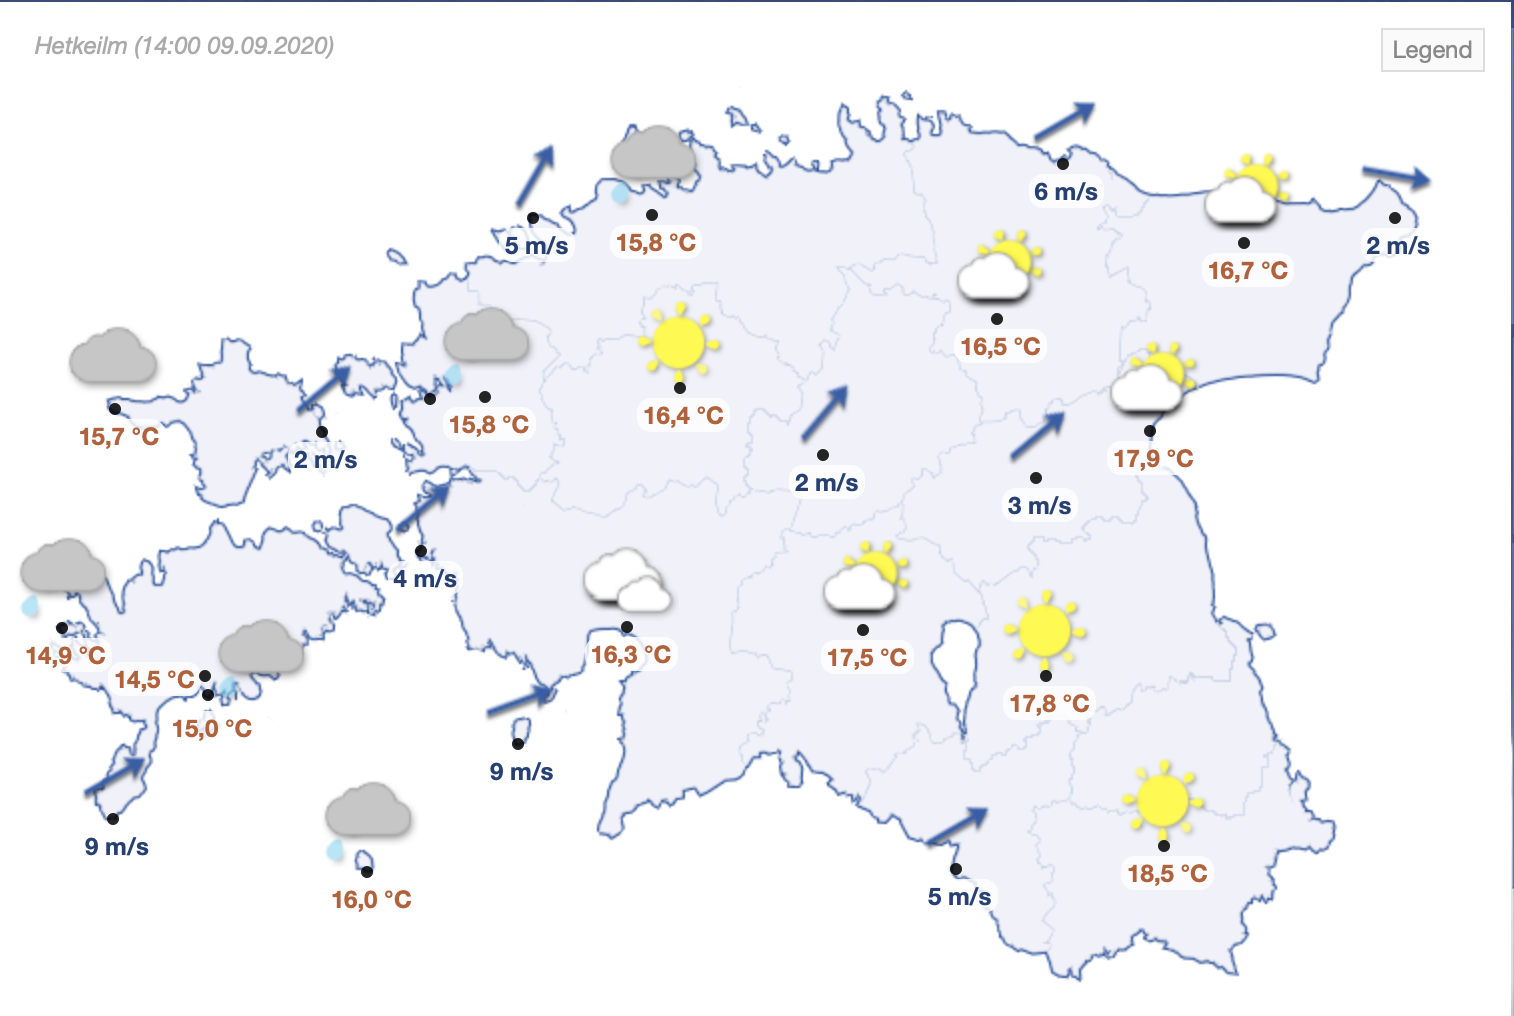 Hetkeilm (14:00 09.09.2020)
Legend
6 m/s
5 m/s
15,8 °C
2 m/s
16,7 °C
16,5 °C
15,7 °C
15,8 °C
16,4 °C
2 m/s
17,9 °C
2 m/s
3 m/s
4 m/s
14,9 °C
16,3 °C
17,5 °C
14,5 °C
17,8 °C
15,0 °C
9 m/s
9 m/s
18,5 °C
16,0 °C
5 m/s